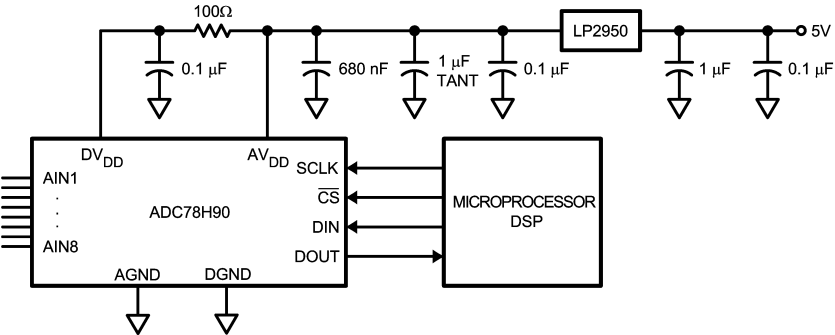 100Ω
LP2950
5V
0.1 μF
680 nF
1 μF
TANT
0.1 μF
1 μF
0.1 μF
DVDD
AVDD
SCLK
AIN1
CS
MICROPROCESSOR
DSP
.
.
.
ADC78H90
DIN
AIN8
DOUT
AGND
DGND